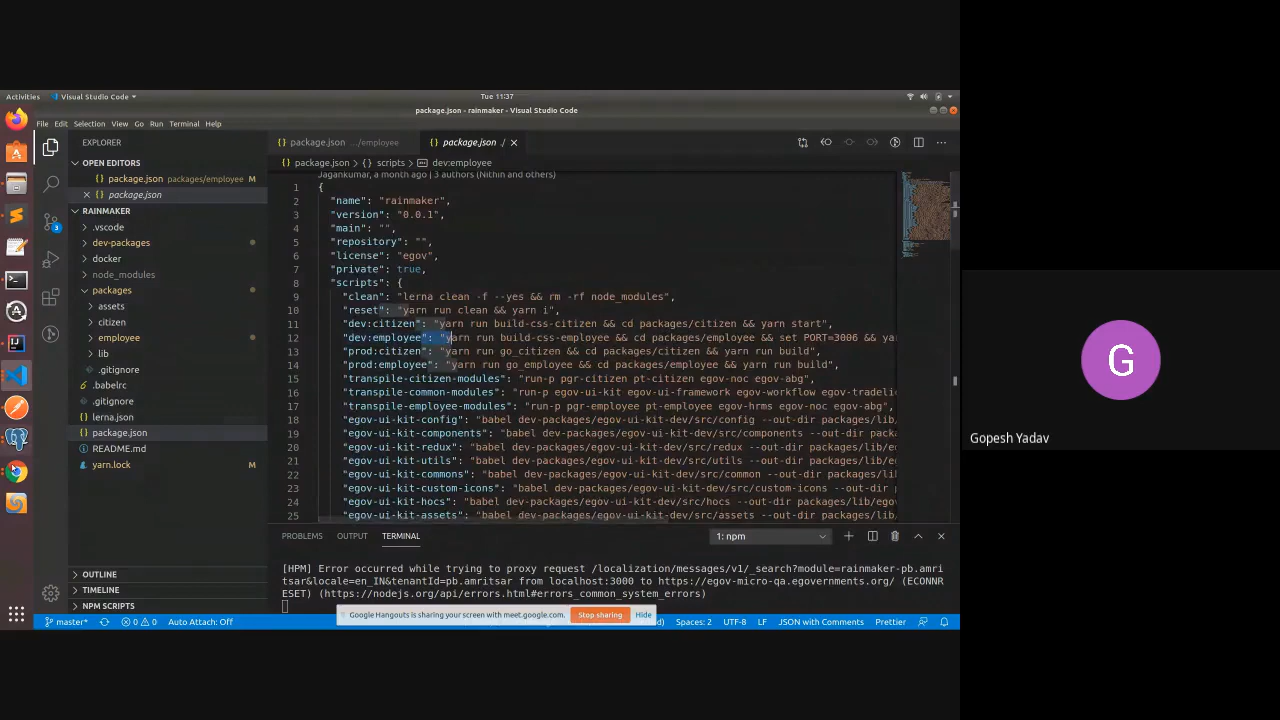 Activities
Visual Studio Code
Tue 11:37
package.json - rainmaker - Visual Studio Code
File Edit Selection View Go Run Terminal Help
EXPLORER
OPEN EDITORS
package.json packages/employee M
package.json
RAINMAKER
.vscode
dev-packages
docker
node_modules
packages
assets
citizen
employee
lib
.gitignore
.babelrc
.gitignore
lerna.json
package.json
README.md
yarn.lock M
OUTLINE
TIMELINE
NPM SCRIPTS
3
package.json .../employee
package.json /
package.json > {} scripts > dev:employee
Jagankumar, a month ago | 3 authors (Nithin and others)
1 {
2 "name": "rainmaker",
3 "version": "0.0.1",
4 "main": "",
5 "repository": "",
6 "license": "egov",
7 "private": true,
8 "scripts": {
9 "clean": "lerna clean -f --yes && rm -rf node_modules",
10 "reset": "yarn run clean && yarn i",
11 "dev:citizen": "yarn run build-css-citizen && cd packages/citizen && yarn start",
12 "dev:employee": "yarn run build-css-employee && cd packages/employee && set PORT=3006 && yar
13 "prod:citizen": "yarn run go_citizen && cd packages/citizen && yarn run build",
14 "prod:employee": "yarn run go_employee && cd packages/employee && yarn run build",
15 "transpile-citizen-modules": "run-p pgr-citizen pt-citizen egov-noc egov-abg",
16 "transpile-common-modules": "run-p egov-ui-kit egov-ui-framework egov-workflow egov-tradelic
17 "transpile-employee-modules": "run-p pgr-employee pt-employee egov-hrms egov-noc egov-abg",
18 "egov-ui-kit-config": "babel dev-packages/egov-ui-kit-dev/src/config --out-dir packages/lib/
19 "egov-ui-kit-components": "babel dev-packages/egov-ui-kit-dev/src/components --out-dir packa
20 "egov-ui-kit-redux": "babel dev-packages/egov-ui-kit-dev/src/redux --out-dir packages/lib/eg
21 "egov-ui-kit-utils": "babel dev-packages/egov-ui-kit-dev/src/utils --out-dir packages/lib/eg
22 "egov-ui-kit-commons": "babel dev-packages/egov-ui-kit-dev/src/common --out-dir packages/lib
23 "egov-ui-kit-custom-icons": "babel dev-packages/egov-ui-kit-dev/src/custom-icons --out-dir p
24 "egov-ui-kit-hocs": "babel dev-packages/egov-ui-kit-dev/src/hocs --out-dir packages/lib/egov
25 "egov-ui-kit-assets": "babel dev-packages/egov-ui-kit-dev/src/assets --out-dir packages/lib/
PROBLEMS OUTPUT TERMINAL 1: npm
[HPM] Error occurred while trying to proxy request /localization/messages/v1/_search?module=rainmaker-pb.amri
tsar&locale=en_IN&tenantId=pb.amritsar from localhost:3000 to https://egov-micro-qa.egovernments.org/ (ECONNR
ESET) (https://nodejs.org/api/errors.html#errors_common_system_errors)
Google Hangouts is sharing your screen with meet.google.com. Stop sharing Hide
master* 0 0 Auto Attach: Off
d) Spaces: 2 UTF-8 LF JSON with Comments Prettier
G
Gopesh Yadav